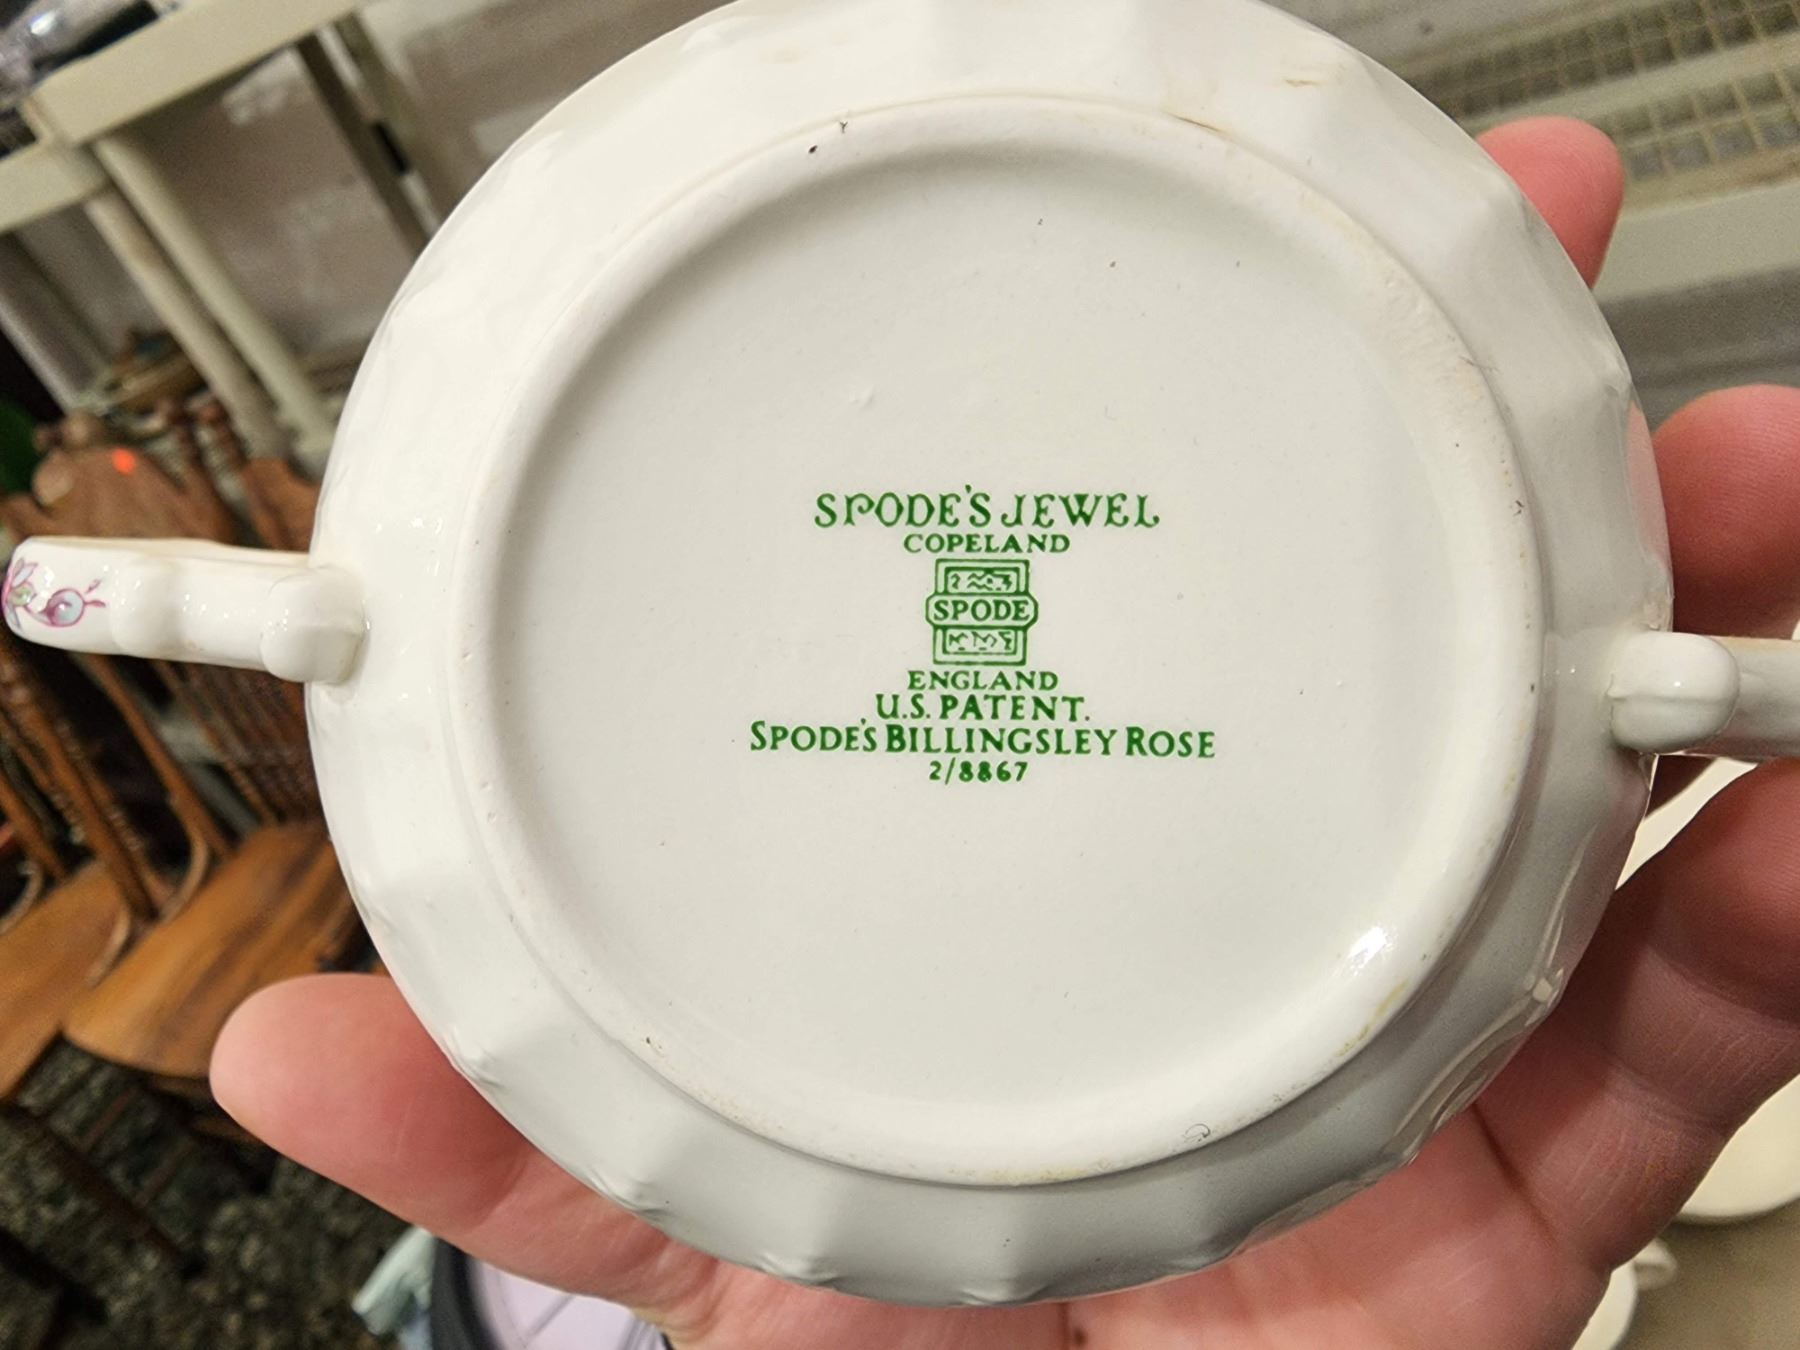 SPODE'S JEWEL
COPELAND
SPODE
ENGLAND
U.S. PATENT.
SPODE'S BILLINGSLEY ROSE
2/8867